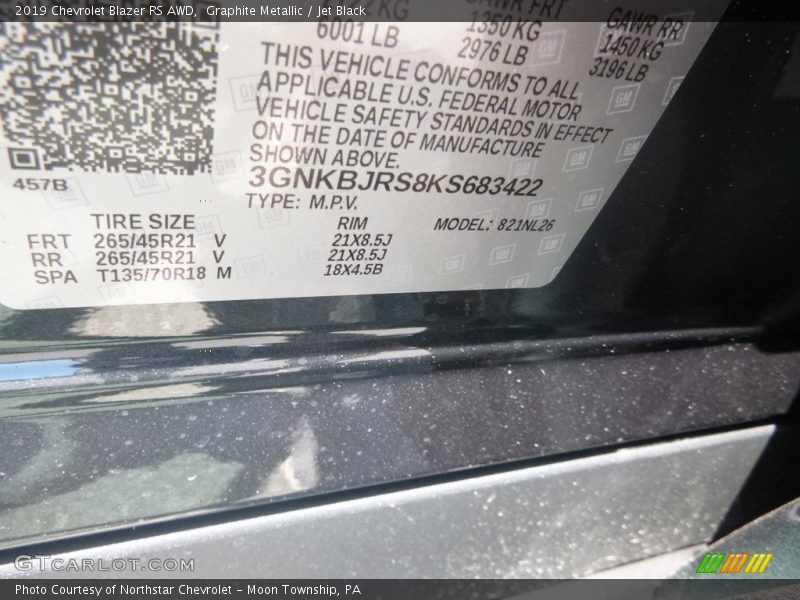 2019 Chevrolet Blazer RS AWD, Graphite Metallic / Jet Black
KG
GAWR FRT
GAWR RR
6001 LB
1350 KG
1450 KG
2976 LB
3196 LB
THIS VEHICLE CONFORMS TO ALL
APPLICABLE U.S. FEDERAL MOTOR
VEHICLE SAFETY STANDARDS IN EFFECT
ON THE DATE OF MANUFACTURE
SHOWN ABOVE.
457B
3GNKBJRS8KS683422
TYPE: M.P.V.
TIRE SIZE RIM MODEL: 821NL26
FRT 265/45R21 V 21X8.5J
RR 265/45R21 V 21X8.5J
SPA T135/70R18 M 18X4.5B
GTcarlot.com
Photo Courtesy of Northstar Chevrolet – Moon Township, PA